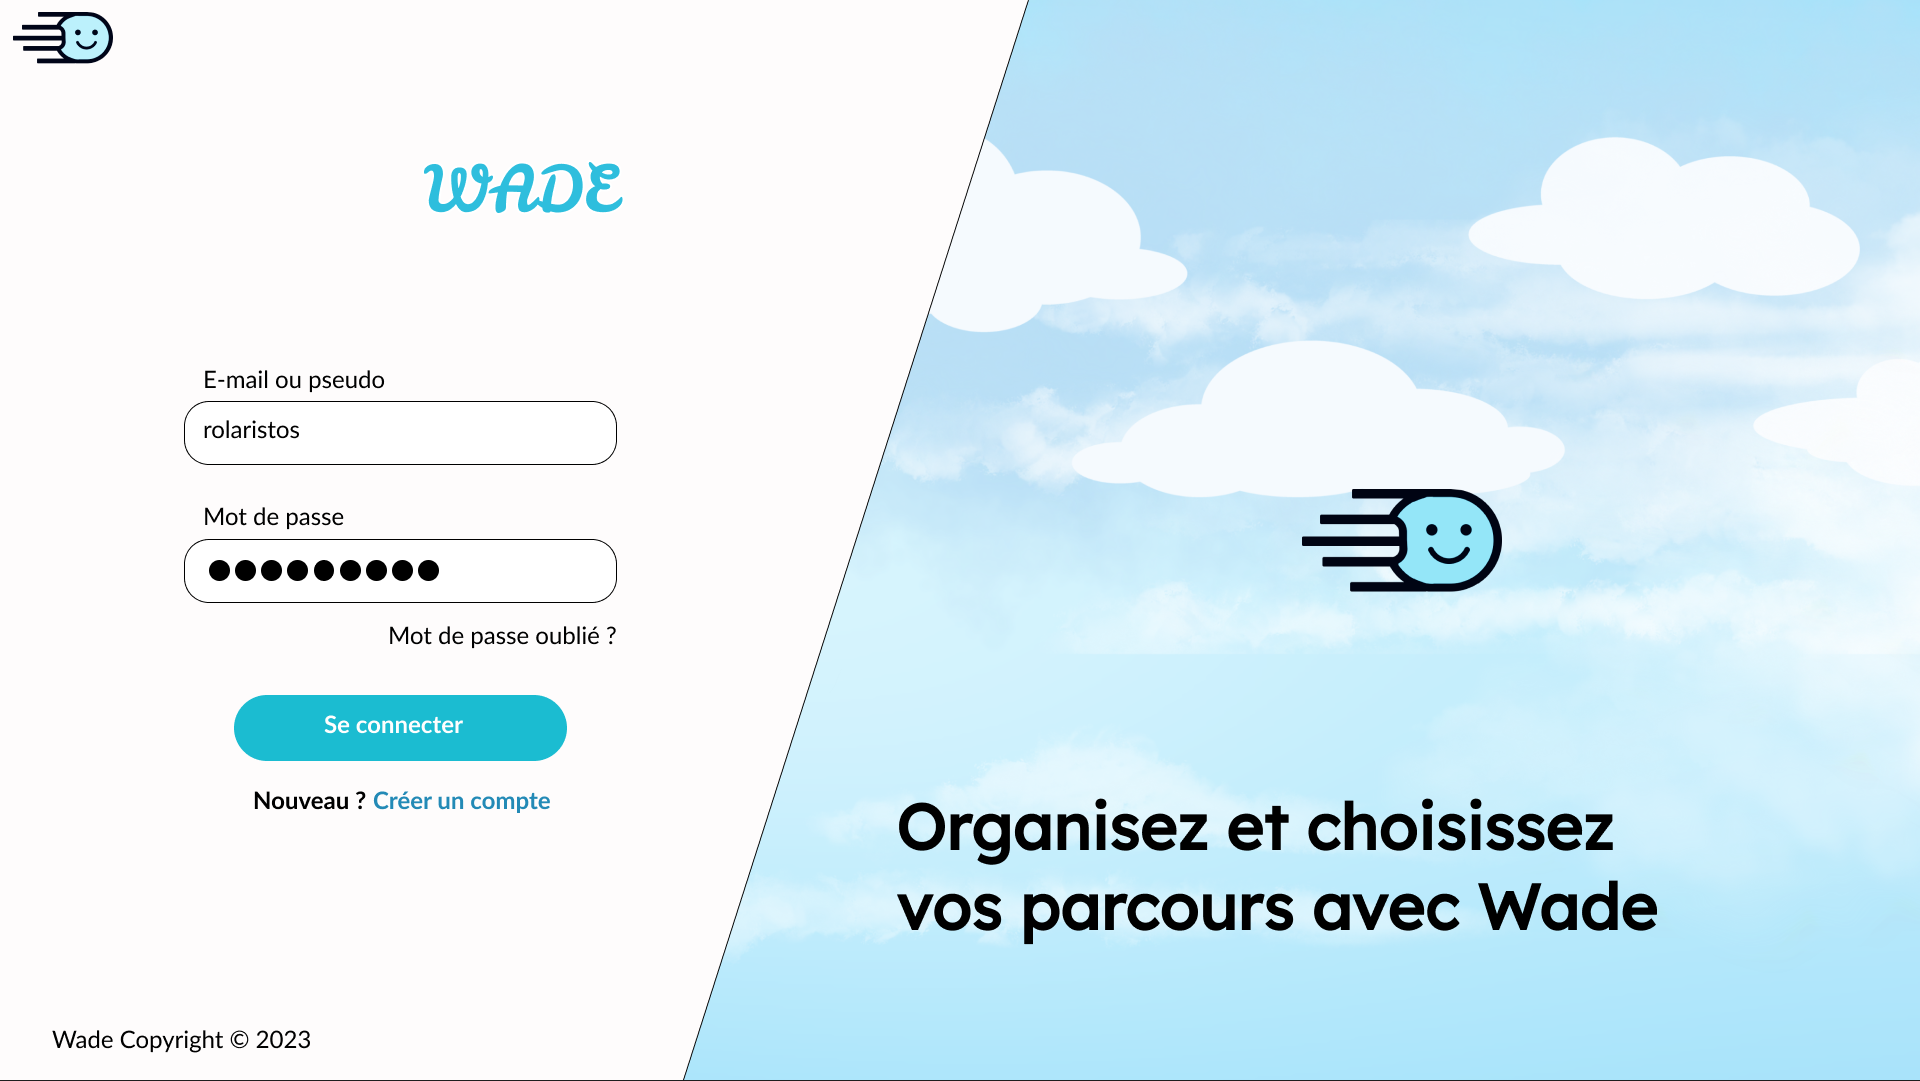 WADE
E-mail ou pseudo
rolaristos
Mot de passe
Mot de passe oublié ?
Se connecter
Nouveau ? Créer un compte
Wade Copyright © 2023
Organisez et choisissez
vos parcours avec Wade